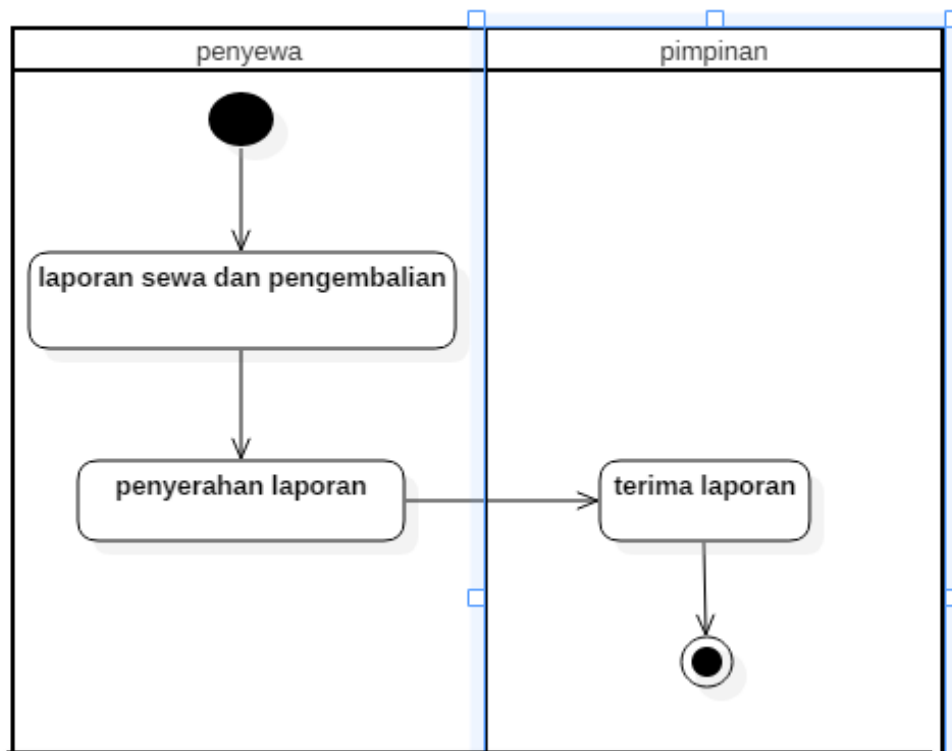 penyewa
pimpinan
laporan sewa dan pengembalian
penyerahan laporan
terima laporan